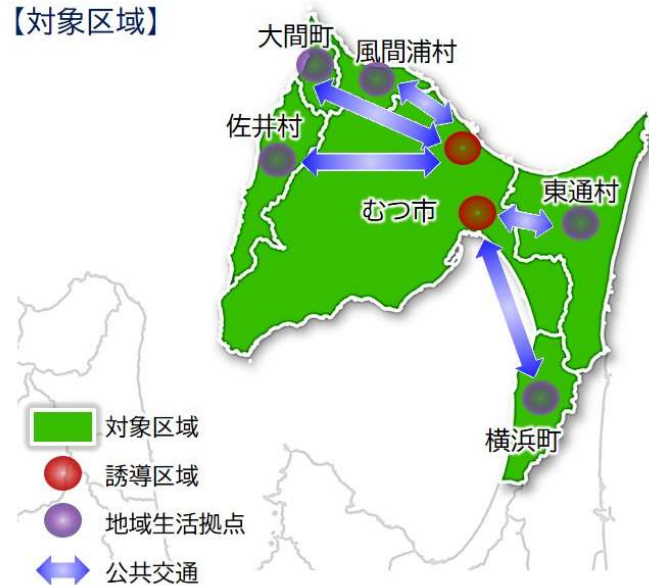 【対象区域】
大間町
風間浦村
佐井村
東通村
むつ市
横浜町
対象区域
誘導区域
地域生活拠点
公共交通